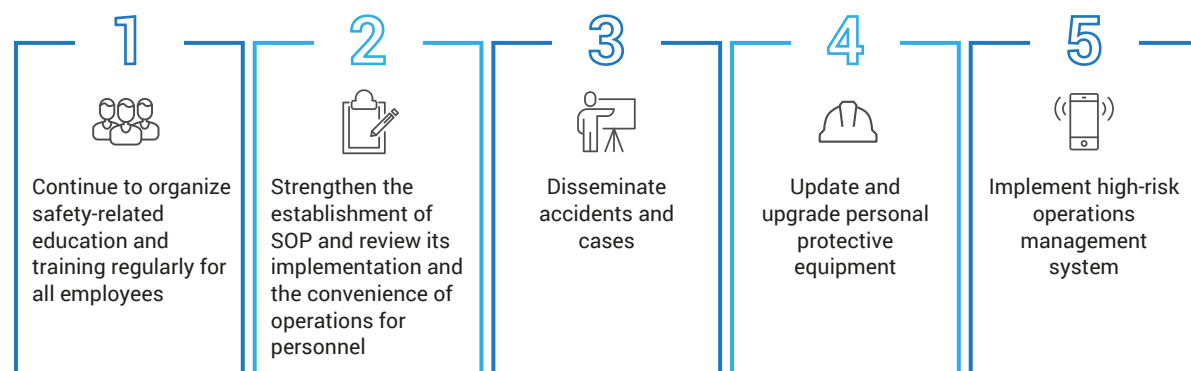 1
Continue to organize
safety-related
education and
training regularly for
all employees
2
Strengthen the
establishment of
SOP and review its
implementation and
the convenience of
operations for
personnel
3
Disseminate
accidents and
cases
4
Update and
upgrade personal
protective
equipment
5
Implement high-risk
operations
management
system